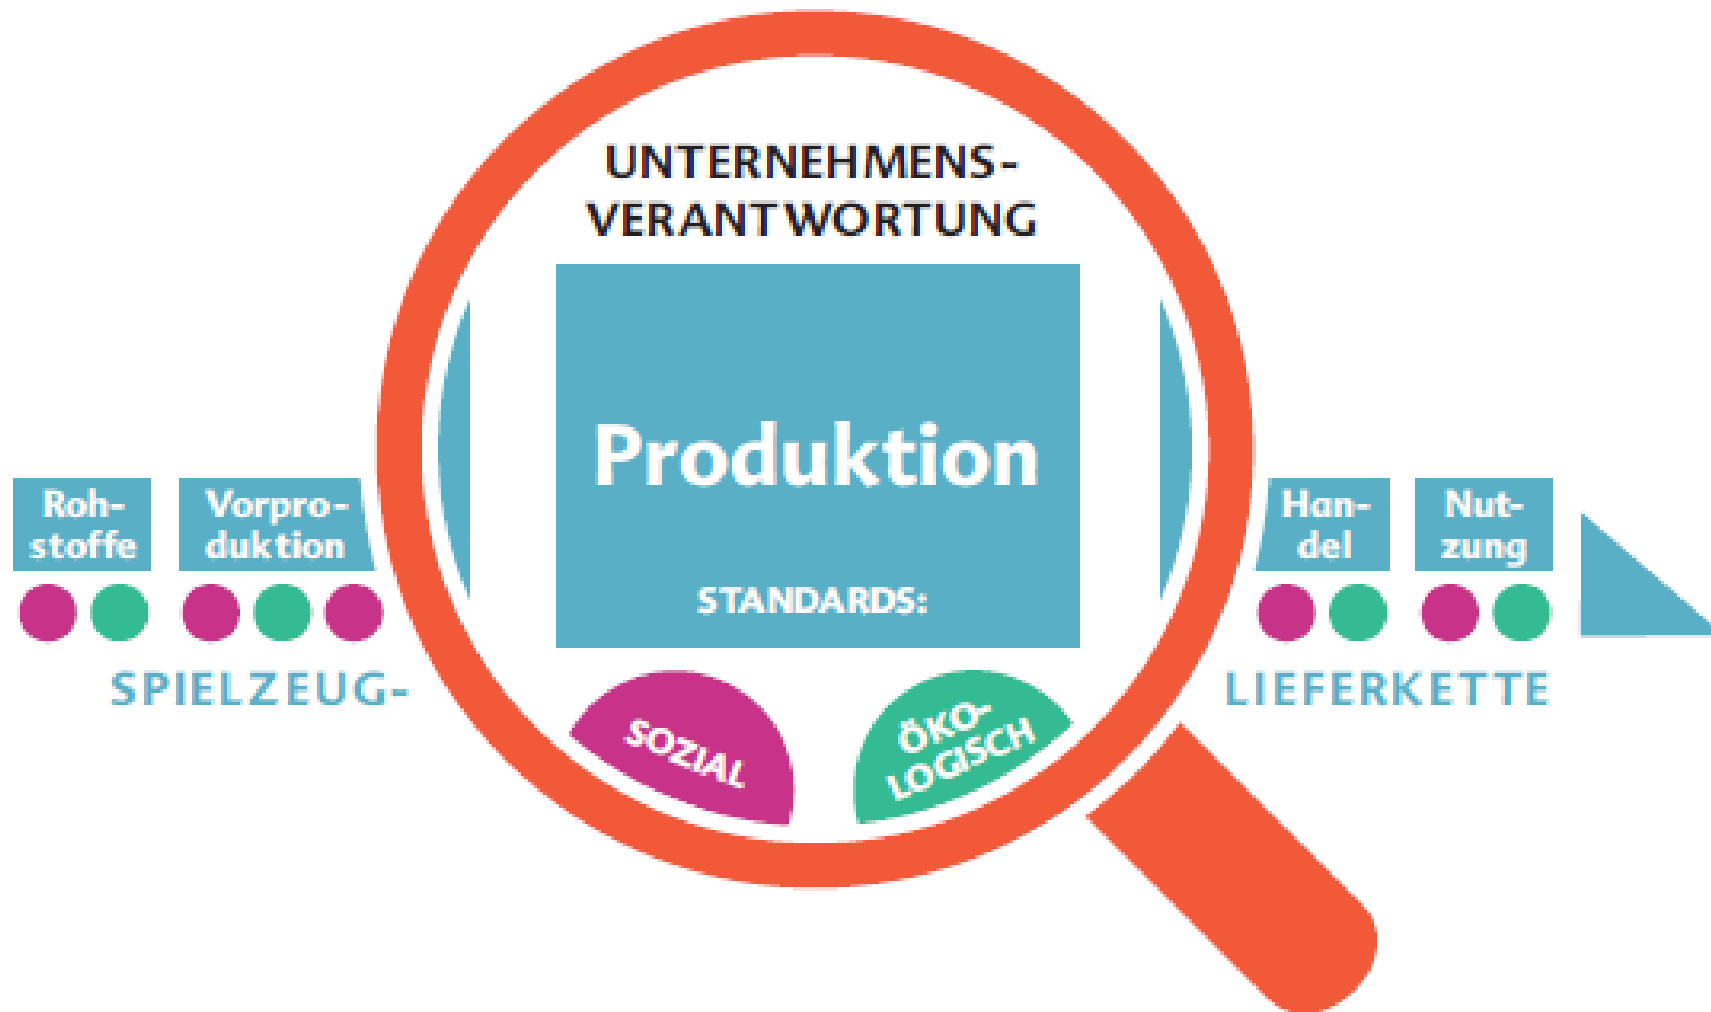 UNTERNEHMENS-
VERANTWORTUNG
Produktion
STANDARDS:
SOZIAL
ÖKO-
LOGISCH
Roh-
stoffe
Vorpro-
duktion
Han-
del
Nut-
zung
SPIELZEUG-
LIEFERKETTE